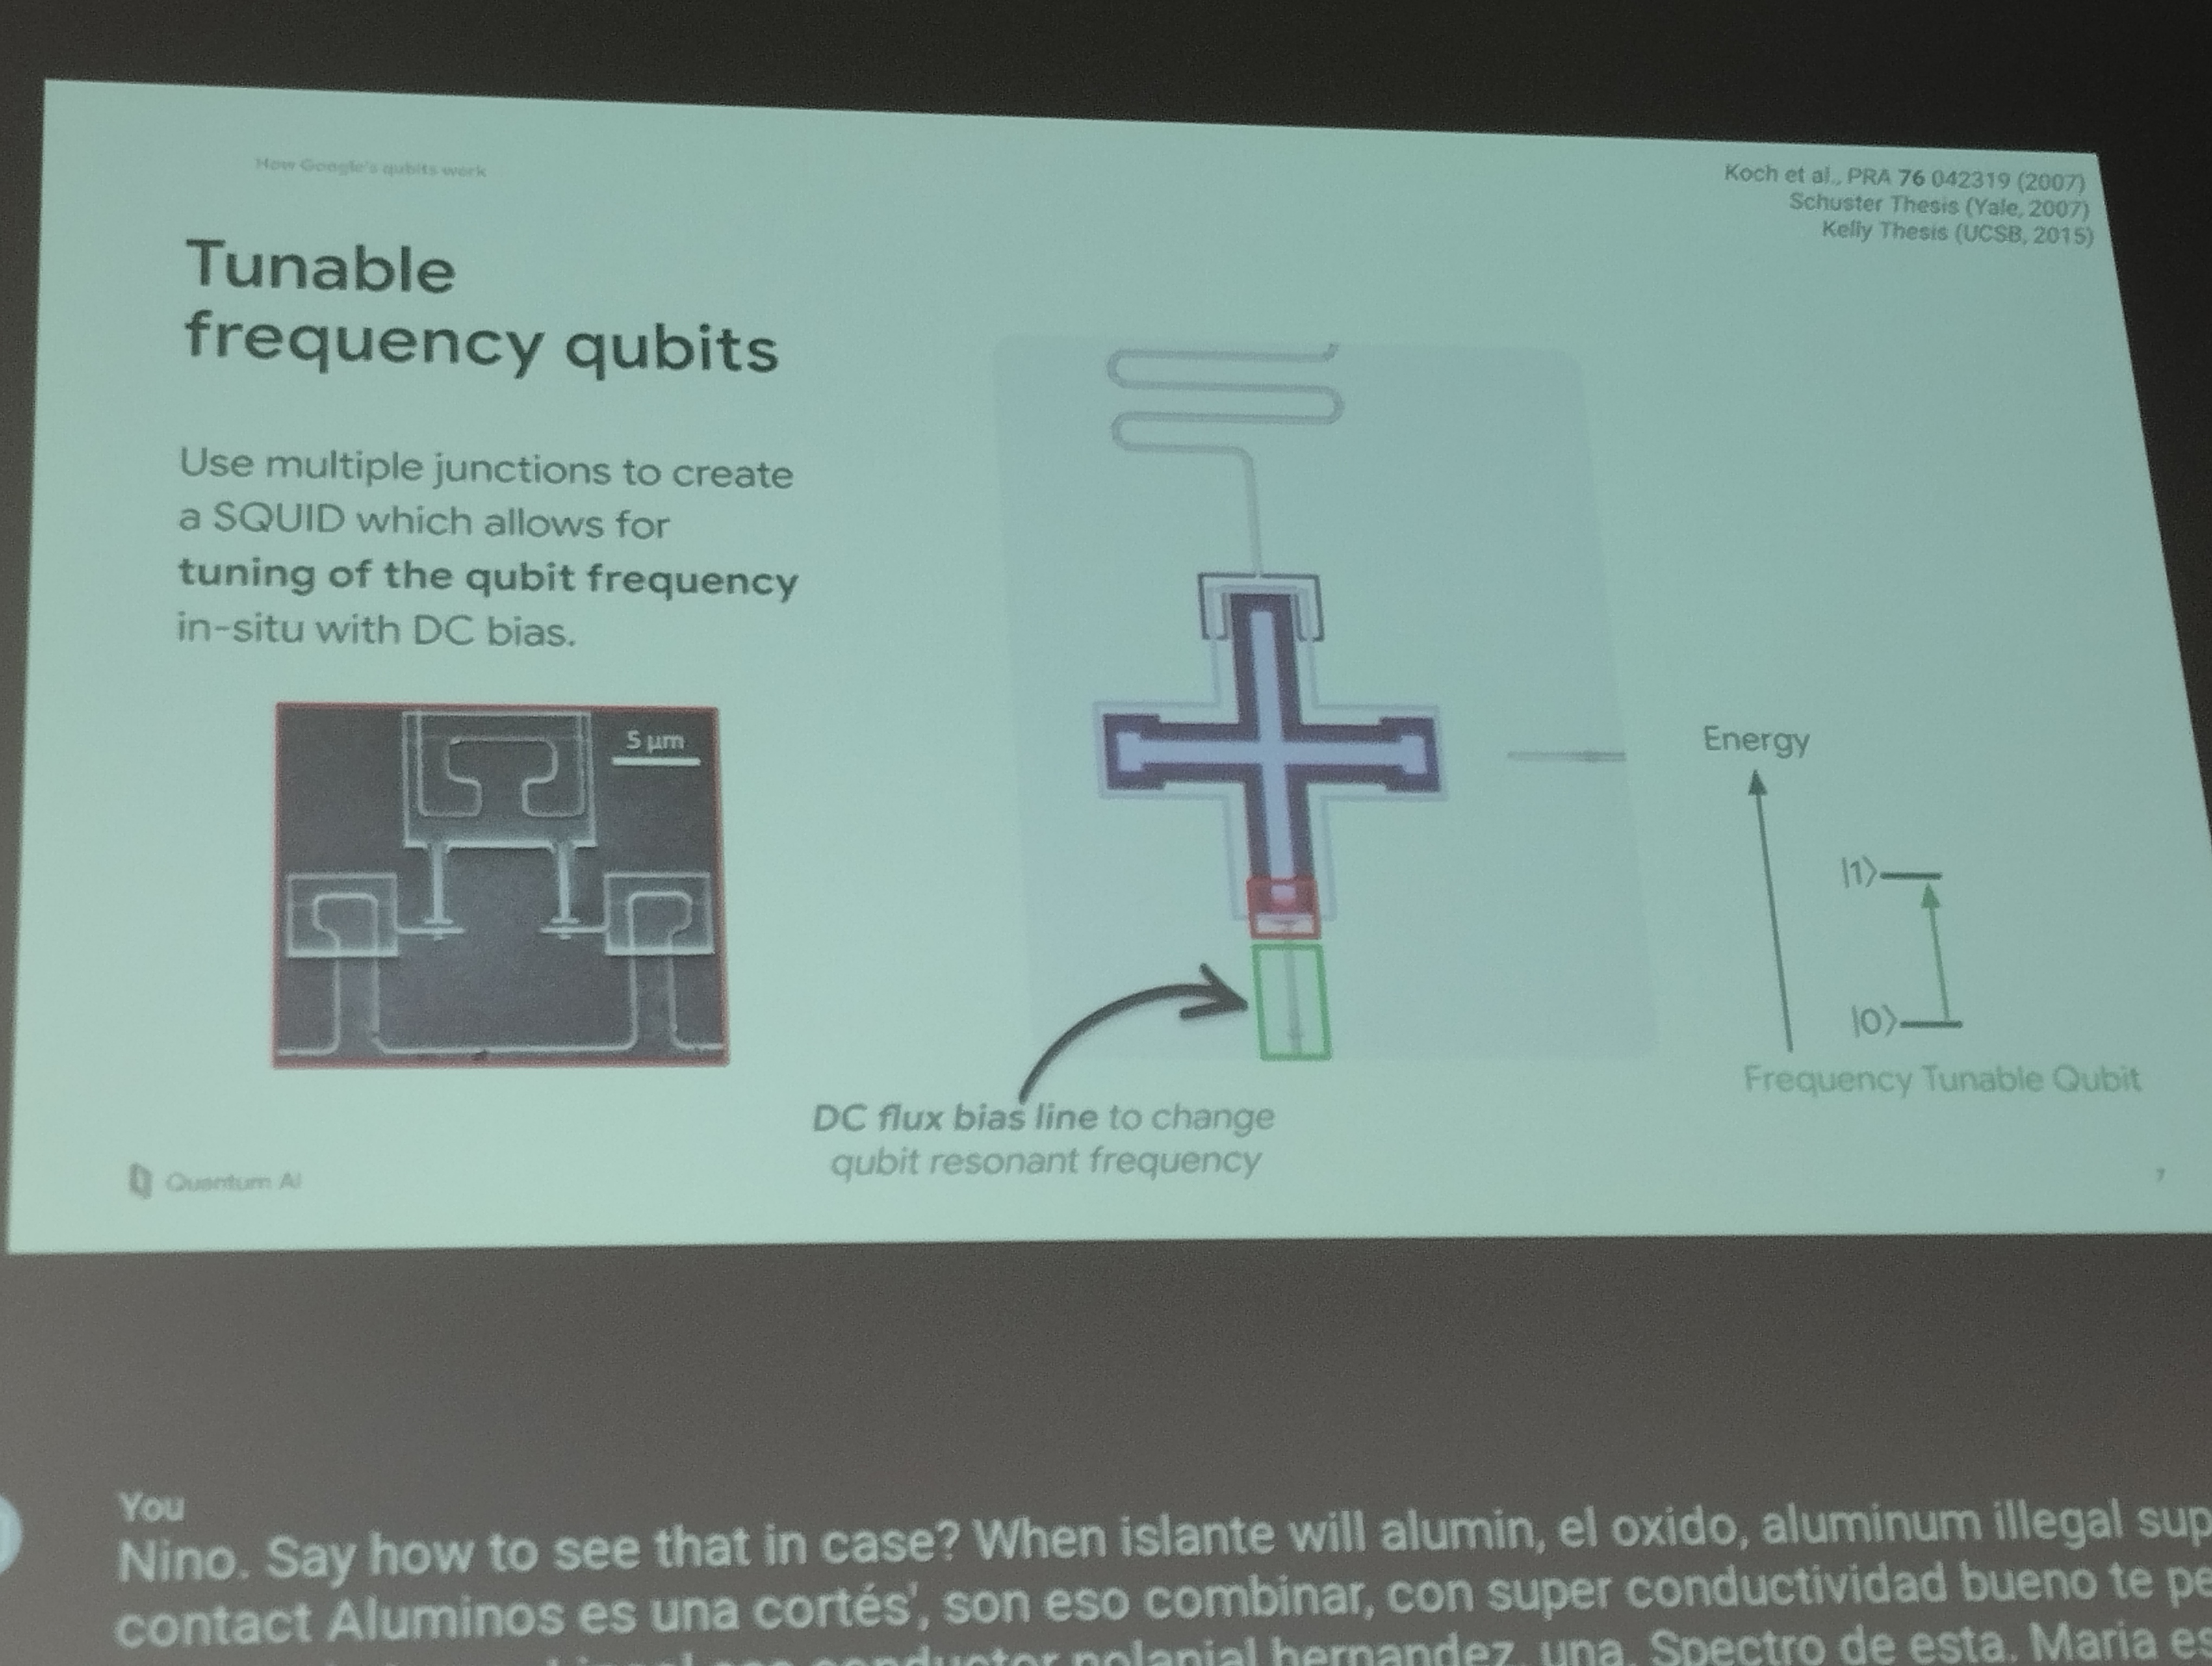 How Google's qubits work
Koch et al., PRA 76 042319 (2007)
Schuster Thesis (Yale, 2007)
Kelly Thesis (UCSB, 2015)
Tunable
frequency qubits
Use multiple junctions to create
a SQUID which allows for
tuning of the qubit frequency
in-situ with DC bias.
5 μm
Energy
|1⟩
|0⟩
Frequency Tunable Qubit
DC flux bias line to change
qubit resonant frequency
Quantum AI
7
You
Nino. Say how to see that in case? When islante will alumin, el oxido, aluminum illegal sup
contact Aluminos es una cortés', son eso combinar, con super conductividad bueno te pe
hernandez, una. Spectro de esta. Maria es